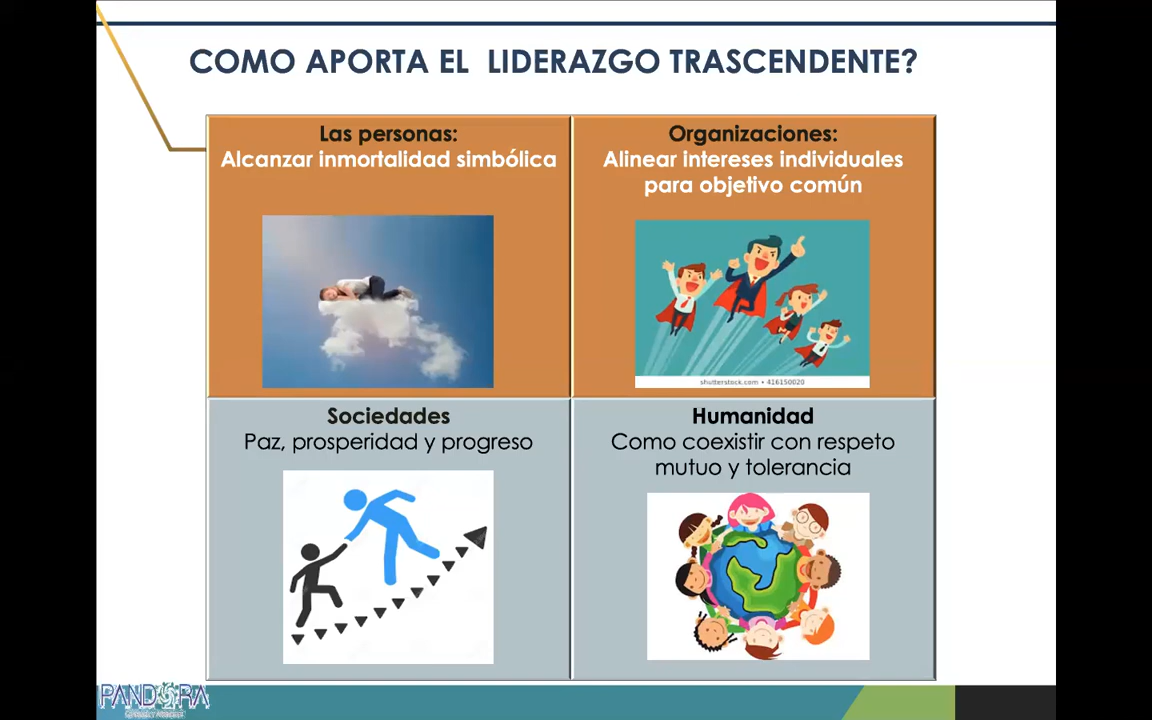 COMO APORTA EL LIDERAZGO TRASCENDENTE?
Las personas:
Alcanzar inmortalidad simbólica
Organizaciones:
Alinear intereses individuales
para objetivo común
shutterstock.com • 416150020
Sociedades
Paz, prosperidad y progreso
Humanidad
Como coexistir con respeto
mutuo y tolerancia
PANDORA